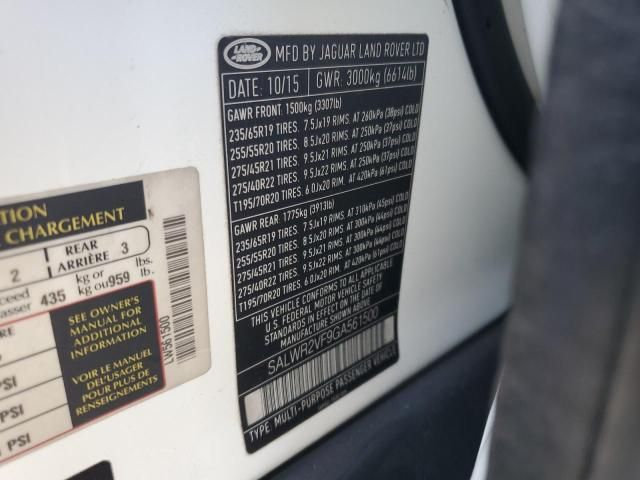 LAND ROVER
MFD BY JAGUAR LAND ROVER LTD
DATE: 10/15 GWR: 3000kg (6614lb)
GAWR FRONT: 1500kg (3307lb)
235/65R19 TIRES. 7.5Jx19 RIMS. AT 260kPa (38psi) COLD
255/55R20 TIRES. 8.5Jx20 RIMS. AT 250kPa (37psi) COLD
275/45R21 TIRES. 9.5Jx21 RIMS. AT 250kPa (37psi) COLD
275/40R22 TIRES. 9.5Jx22 RIMS. AT 250kPa (37psi) COLD
T195/70R20 TIRES. 6.0Jx20 RIM. AT 420kPa (61psi) COLD
GAWR REAR: 1775kg (3913lb)
235/65R19 TIRES. 7.5Jx19 RIMS. AT 310kPa (45psi) COLD
255/55R20 TIRES. 8.5Jx20 RIMS. AT 300kPa (44psi) COLD
275/45R21 TIRES. 9.5Jx21 RIMS. AT 300kPa (44psi) COLD
275/40R22 TIRES. 9.5Jx22 RIMS. AT 300kPa (44psi) COLD
T195/70R20 TIRES. 6.0Jx20 RIM. AT 420kPa (61psi) COLD
THIS VEHICLE CONFORMS TO ALL APPLICABLE
U.S FEDERAL MOTOR VEHICLE SAFETY
STANDARDS IN EFFECT ON THE DATE OF
MANUFACTURE SHOWN ABOVE.
SALWR2VF9GA561500
TYPE: MULTI-PURPOSE PASSENGER VEHICLE
TION
CHARGEMENT
2 REAR ARRIÈRE 3
xceed
asser 435 kg or kg ou 959 lbs. lb.
RE
SEE OWNER'S
MANUAL FOR
ADDITIONAL
INFORMATION
VOIR LE MANUEL
DE L'USAGER
POUR PLUS DE
RENSEIGNEMENTS
PSI
PSI
PSI
LW561500